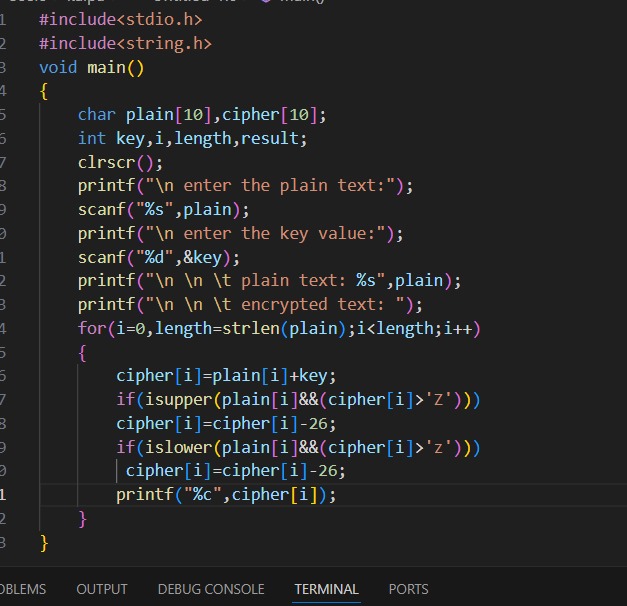 1 #include<stdio.h>
2 #include<string.h>
3 void main()
4 {
5 char plain[10],cipher[10];
6 int key,i,length,result;
7 clrscr();
8 printf("\n enter the plain text:");
9 scanf("%s",plain);
0 printf("\n enter the key value:");
1 scanf("%d",&key);
2 printf("\n \n \t plain text: %s",plain);
3 printf("\n \n \t encrypted text: ");
4 for(i=0,length=strlen(plain);i<length;i++)
5 {
6 cipher[i]=plain[i]+key;
7 if(isupper(plain[i]&&(cipher[i]>'Z')))
8 cipher[i]=cipher[i]-26;
9 if(islower(plain[i]&&(cipher[i]>'z')))
0 cipher[i]=cipher[i]-26;
1 printf("%c",cipher[i]);
2 }
3 }
OBLEMS OUTPUT DEBUG CONSOLE TERMINAL PORTS